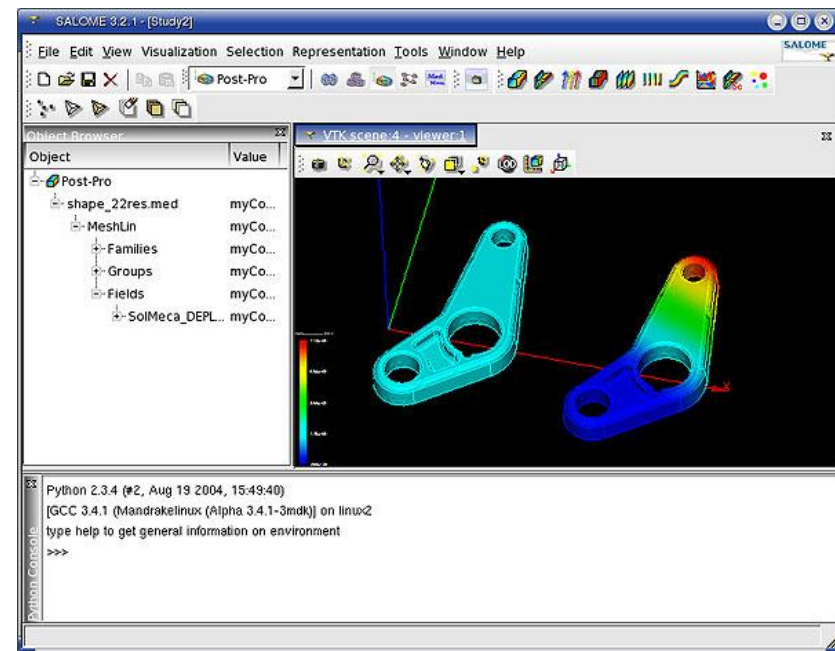 SALOME 3.2.1 - [Study2]
File Edit View Visualization Selection Representation Tools Window Help
SALOME
Post-Pro
Object Browser
VTK scene:4 - viewer:1
Object Value
Post-Pro
shape_22res.med myCo...
MeshLin myCo...
Families myCo...
Groups myCo...
Fields myCo...
SolMeca_DEPL... myCo...
X
Python 2.3.4 (#2, Aug 19 2004, 15:49:40)
[GCC 3.4.1 (Mandrakelinux (Alpha 3.4.1-3mdk)] on linux2
type help to get general information on environment
>>>
Python Console